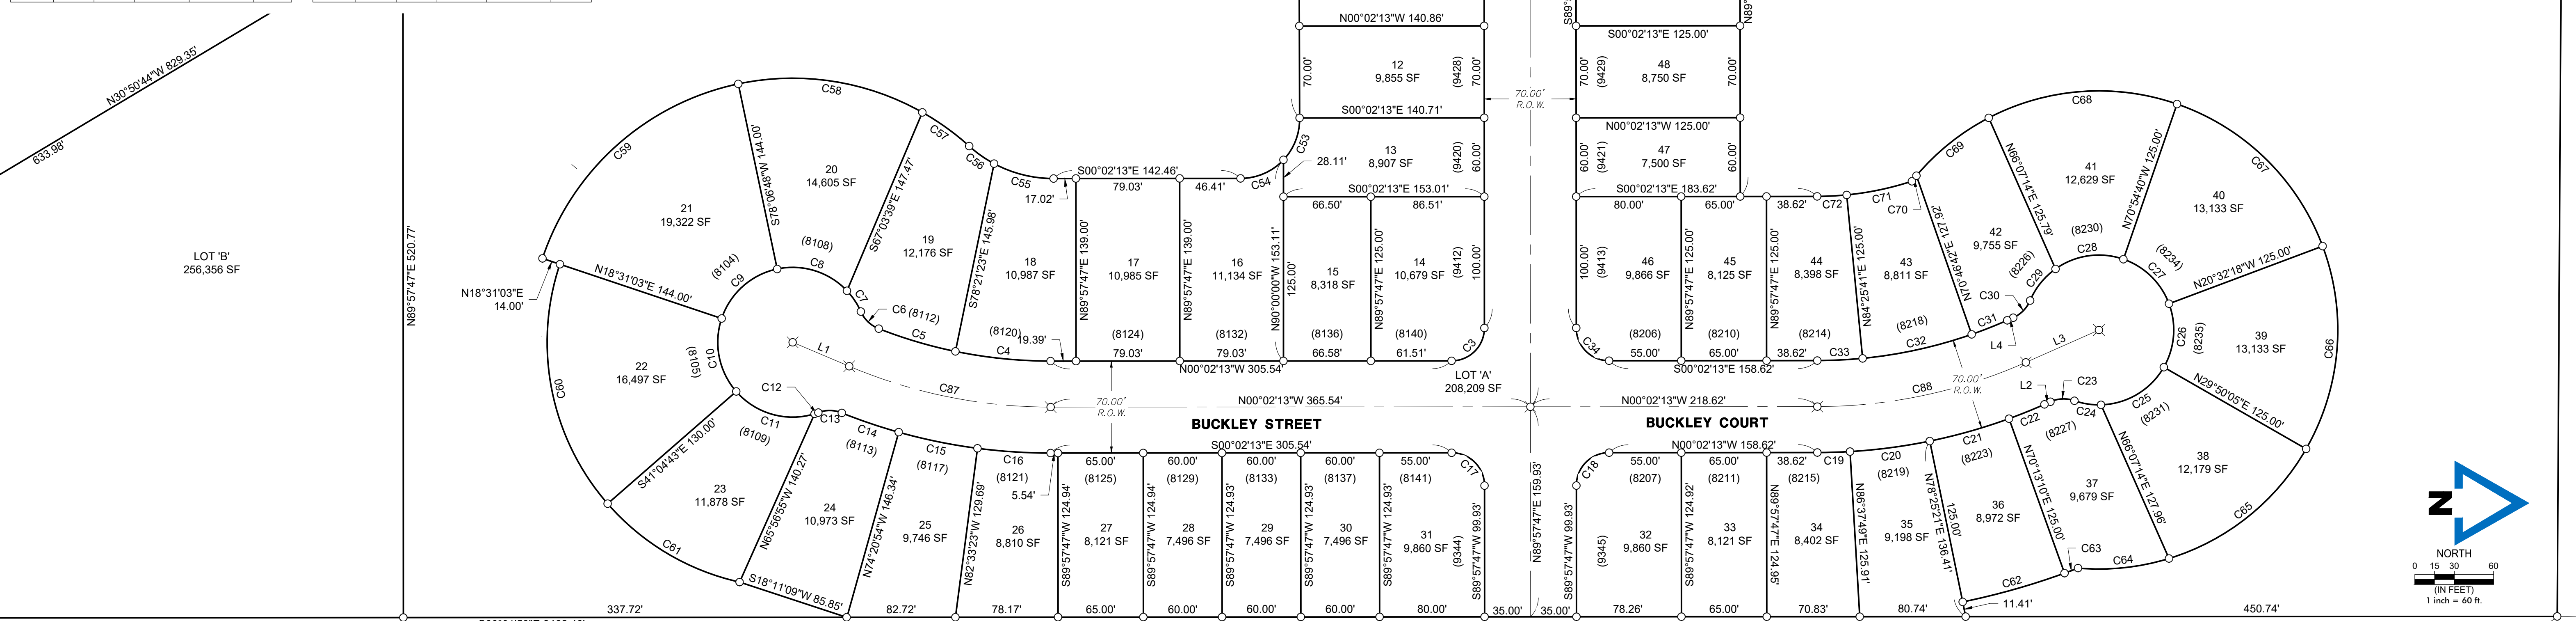 N30°50'44"W 829.35'
633.98'
LOT 'B'
256,356 SF
N89°57'47"E 520.77'
N18°31'03"E
14.00'
C59
C58
C57
C56
C55
C54
C53
C60
C61
21
19,322 SF
N18°31'03"E 144.00'
(8104)
C9
S78°06'48"W 144.00'
20
14,605 SF
(8108)
C8
S67°03'39"E 147.47'
C7
C6 (8112)
C5
19
12,176 SF
S78°21'23"E 145.98'
18
10,987 SF
(8120)
C4
19.39'
17.02'
S00°02'13"E 142.46'
79.03'
46.41'
N89°57'47"E 139.00'
17
10,985 SF
(8124)
79.03'
N89°57'47"E 139.00'
16
11,134 SF
(8132)
79.03'
N90°00'00"W 153.11'
125.00'
28.11'
N00°02'13"W 305.54'
15
8,318 SF
(8136)
66.58'
66.50'
N89°57'47"E 125.00'
14
10,679 SF
(8140)
61.51'
86.51'
(9412)
100.00'
C3
S00°02'13"E 153.01'
13
8,907 SF
(9420)
60.00'
S00°02'13"E 140.71'
12
9,855 SF
70.00'
(9428)
70.00'
N00°02'13"W 140.86'
70.00'
R.O.W.
S89°
N89°
S00°02'13"E 125.00'
48
8,750 SF
70.00'
(9429)
70.00'
N00°02'13"W 125.00'
47
7,500 SF
60.00'
(9421)
60.00'
S00°02'13"E 183.62'
80.00'
65.00'
38.62'
C72
C71
C70
C69
C68
C67
C66
C65
C64
C63
C62
46
9,866 SF
100.00'
(9413)
(8206)
C34
55.00'
N89°57'47"E 125.00'
45
8,125 SF
(8210)
65.00'
N89°57'47"E 125.00'
44
8,398 SF
(8214)
38.62'
C33
S00°02'13"E 158.62'
N84°25'41"E 125.00'
43
8,811 SF
(8218)
C32
N70°46'42"E 127.92'
42
9,755 SF
(8226)
C29
C30
C31
L4
L3
N66°07'14"E 125.79'
41
12,629 SF
(8230)
C28
N70°54'40"W 125.00'
40
13,133 SF
(8234)
C27
N20°32'18"W 125.00'
39
13,133 SF
(8235)
C26
N29°50'05"E 125.00'
38
12,179 SF
(8231)
C25
C24
C23
L2
N66°07'14"E 127.96'
37
9,679 SF
(8227)
C22
N70°13'10"E 125.00'
36
8,972 SF
(8223)
C21
N78°25'21"E 136.41'
125.00'
11.41'
35
9,198 SF
(8219)
C20
80.74'
N86°37'49"E 125.91'
34
8,402 SF
(8215)
C19
38.62'
70.83'
N89°57'47"E 124.95'
33
8,121 SF
(8211)
65.00'
65.00'
S89°57'47"W 124.92'
32
9,860 SF
(8207)
55.00'
78.26'
(9345)
C18
S89°57'47"W 99.93'
N00°02'13"W 158.62'
BUCKLEY COURT
N00°02'13"W 218.62'
C88
70.00'
R.O.W.
N89°57'47"E 159.93'
35.00'
35.00'
LOT 'A'
208,209 SF
N00°02'13"W 365.54'
BUCKLEY STREET
S00°02'13"E 305.54'
70.00'
R.O.W.
C87
L1
C17
S89°57'47"W 99.93'
(9344)
31
9,860 SF
(8141)
55.00'
80.00'
S89°57'47"W 124.93'
30
7,496 SF
(8137)
60.00'
60.00'
S89°57'47"W 124.93'
29
7,496 SF
(8133)
60.00'
60.00'
S89°57'47"W 124.93'
28
7,496 SF
(8129)
60.00'
60.00'
S89°57'47"W 124.94'
27
8,121 SF
(8125)
65.00'
65.00'
S89°57'47"W 124.94'
5.54'
26
8,810 SF
(8121)
C16
78.17'
N82°33'23"W 129.69'
25
9,746 SF
(8117)
C15
82.72'
N74°20'54"W 146.34'
24
10,973 SF
(8113)
C14
C13
C12
S18°11'09"W 85.85'
N65°56'55"W 140.27'
23
11,878 SF
(8109)
C11
S41°04'43"E 130.00'
22
16,497 SF
(8105)
C10
337.72'
450.74'
N
NORTH
0 15 30 60
(IN FEET)
1 inch = 60 ft.